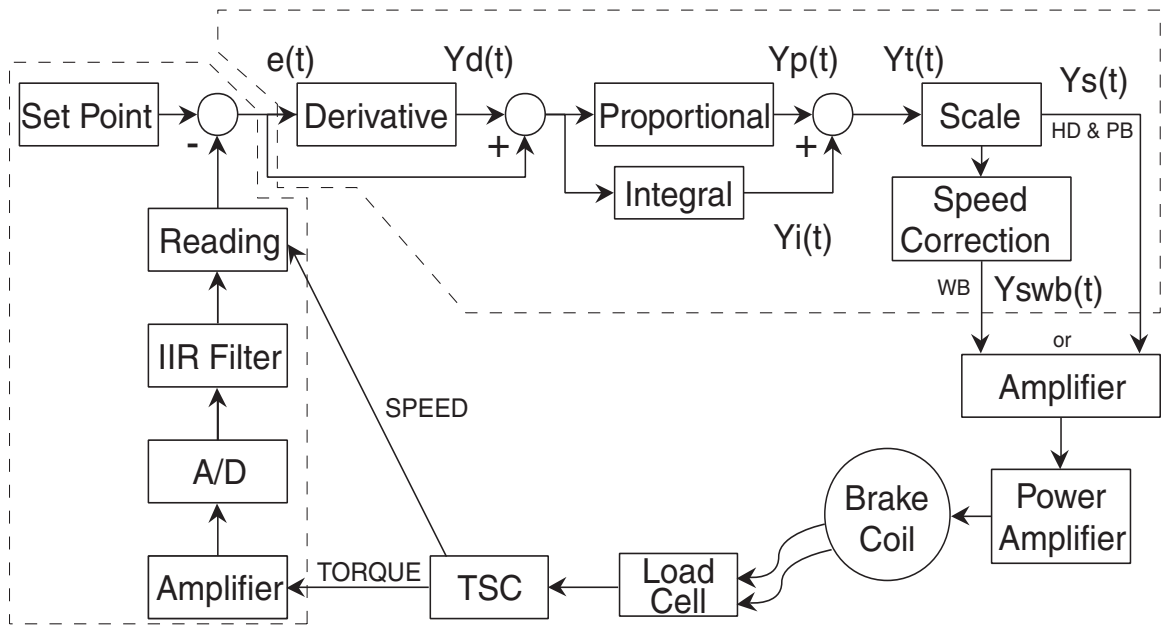 e(t)
Yd(t)
Yp(t)
Yt(t)
Ys(t)
Set Point
-
Derivative
+
Proportional
+
Scale
HD & PB
Integral
Yi(t)
Speed
Correction
WB
Yswb(t)
Reading
IIR Filter
SPEED
A/D
or
Amplifier
Power
Amplifier
Brake
Coil
Load
Cell
TSC
TORQUE
Amplifier